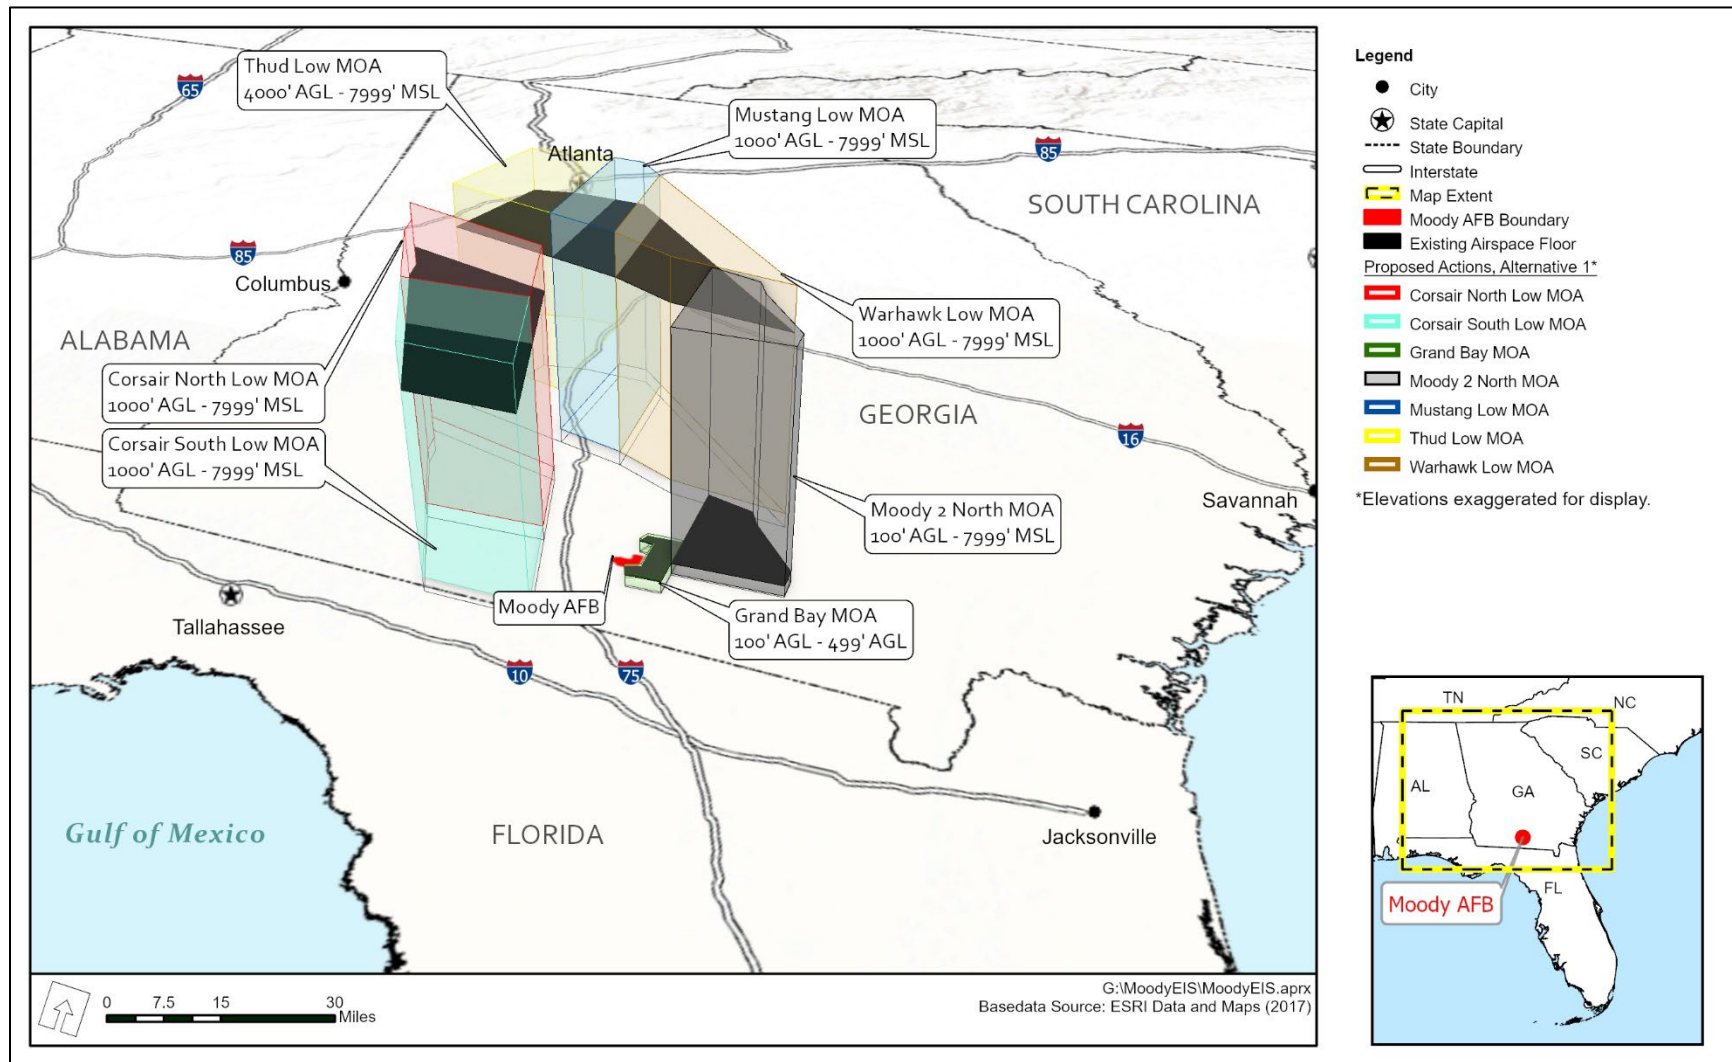 Thud Low MOA
4000' AGL - 7999' MSL
65
Mustang Low MOA
1000' AGL - 7999' MSL
Atlanta
85
SOUTH CAROLINA
85
Columbus
ALABAMA
Warhawk Low MOA
1000' AGL - 7999' MSL
Corsair North Low MOA
1000' AGL - 7999' MSL
GEORGIA
16
Corsair South Low MOA
1000' AGL - 7999' MSL
Savannah
Moody 2 North MOA
100' AGL - 7999' MSL
Moody AFB
Grand Bay MOA
100' AGL - 499' AGL
Tallahassee
10
75
Gulf of Mexico
FLORIDA
Jacksonville
0 7.5 15 30
Miles
G:\MoodyEIS\MoodyEIS.aprx
Basedata Source: ESRI Data and Maps (2017)
Legend
City
State Capital
State Boundary
Interstate
Map Extent
Moody AFB Boundary
Existing Airspace Floor
Proposed Actions, Alternative 1*
Corsair North Low MOA
Corsair South Low MOA
Grand Bay MOA
Moody 2 North MOA
Mustang Low MOA
Thud Low MOA
Warhawk Low MOA
*Elevations exaggerated for display.
TN
NC
SC
AL
GA
FL
Moody AFB